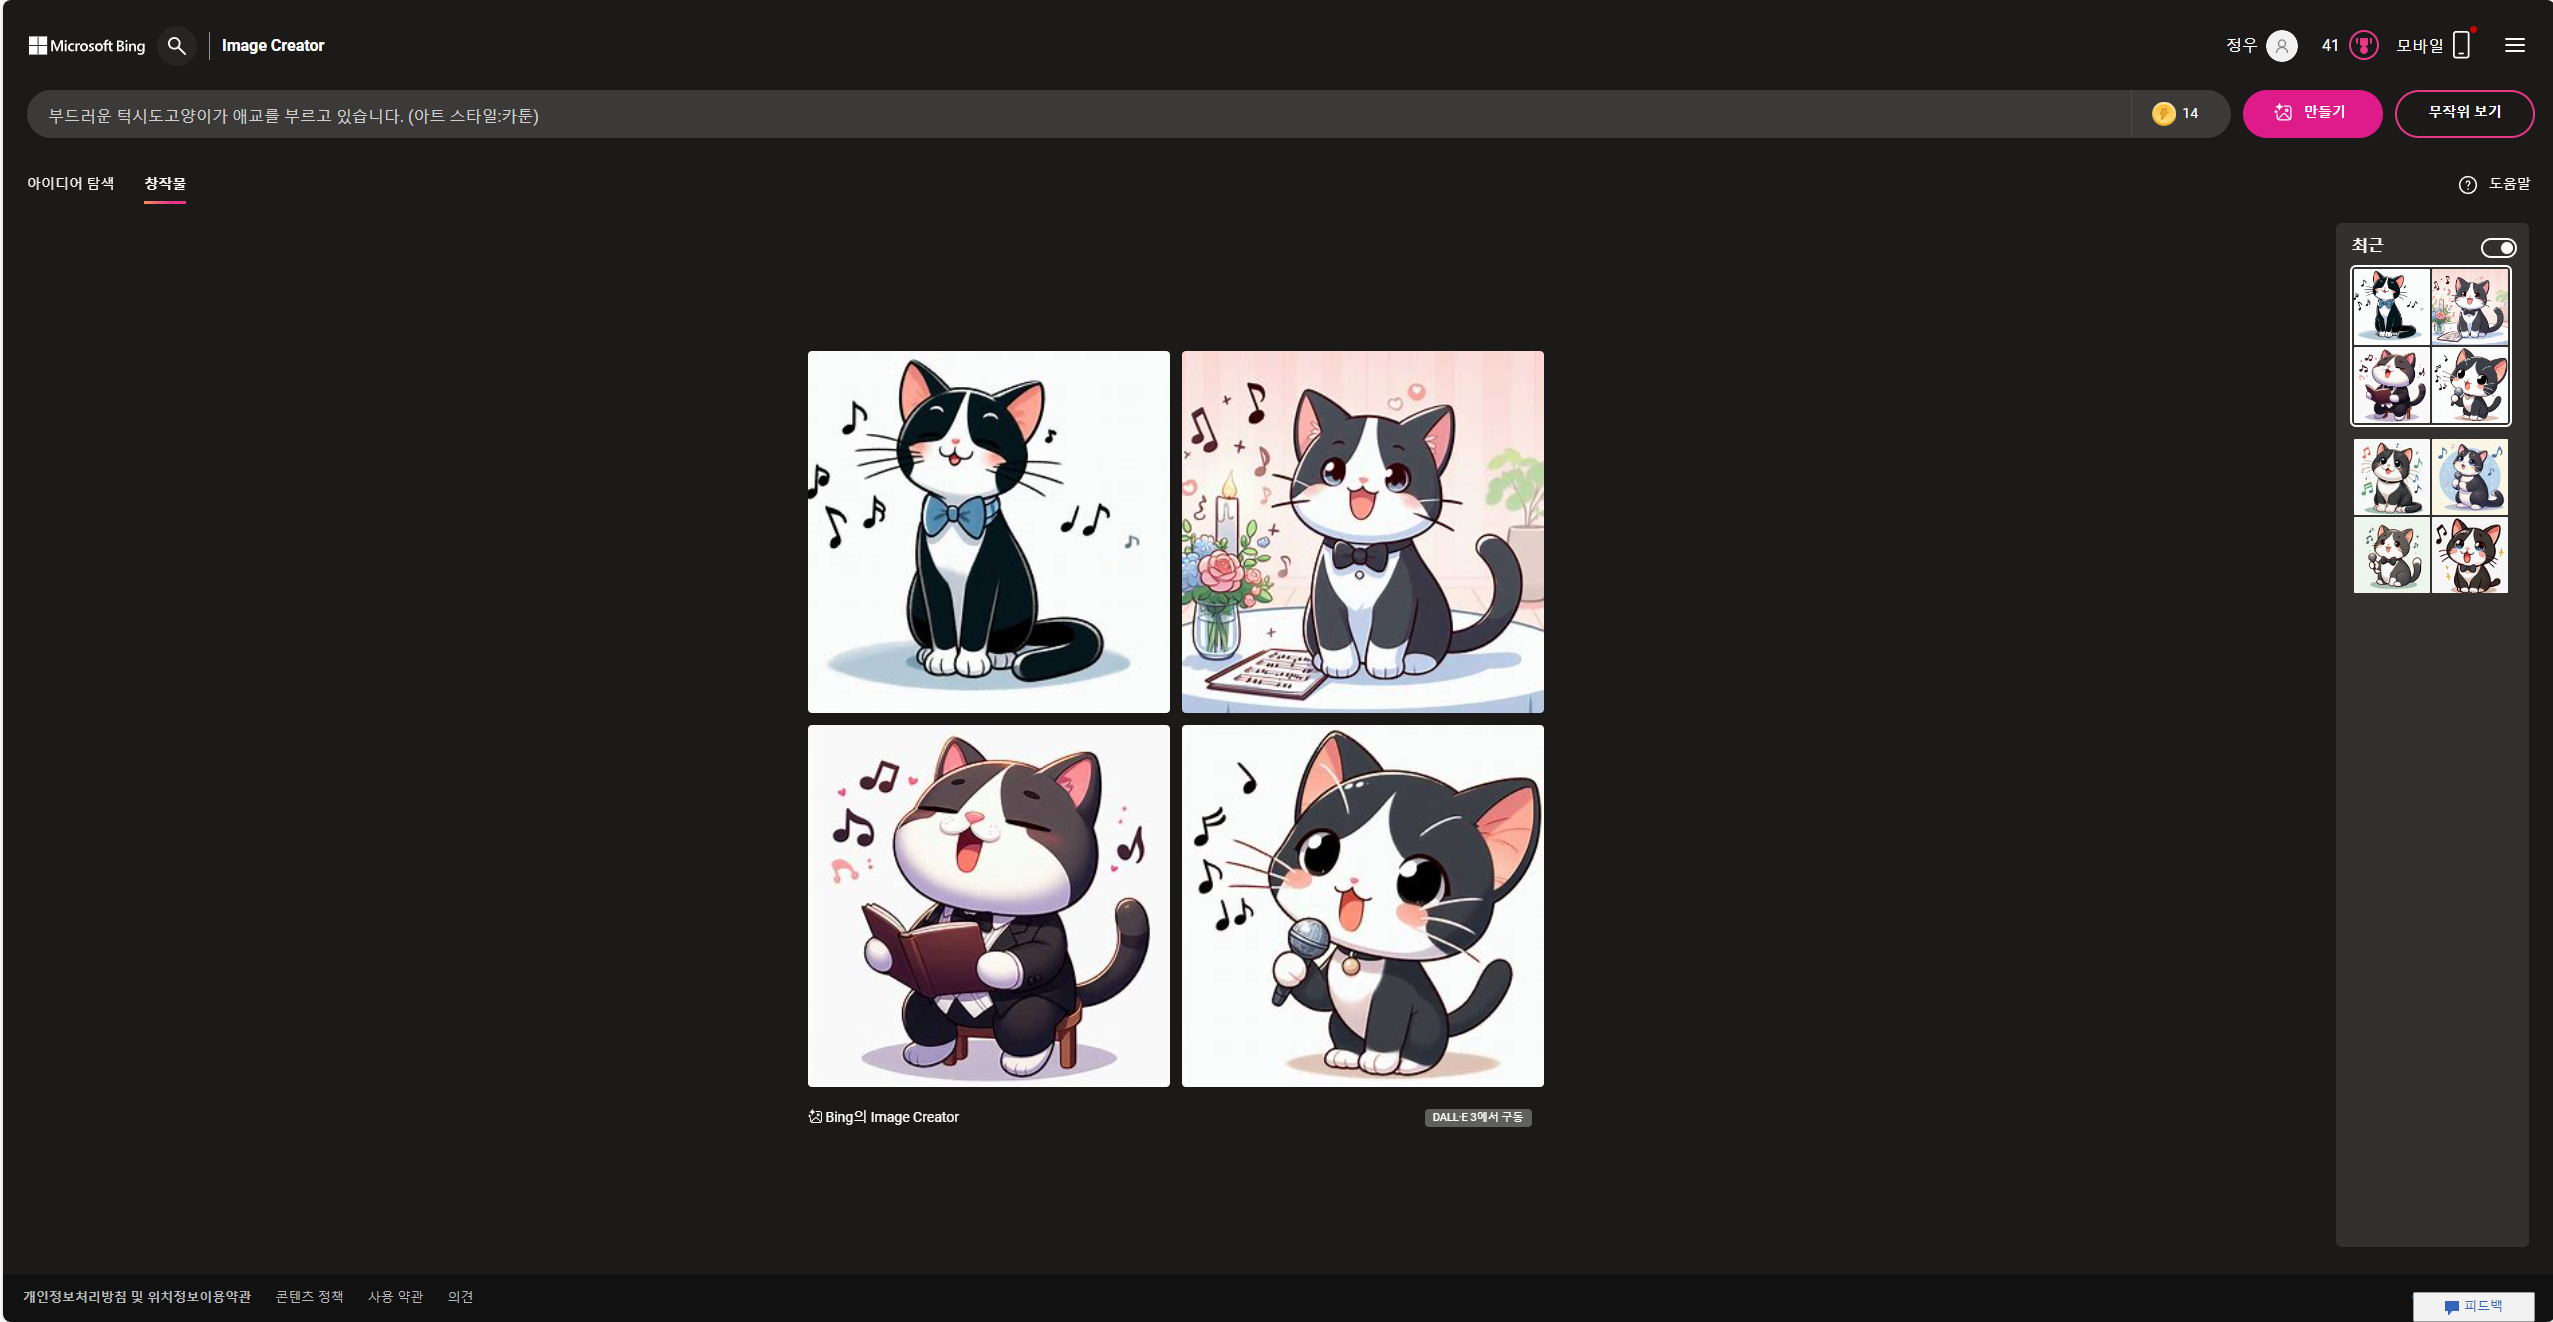 Microsoft Bing
Image Creator
정우
41
모바일
부드러운 턱시도고양이가 애교를 부르고 있습니다. (아트 스타일:카툰)
14
만들기
무작위 보기
아이디어 탐색
창작물
도움말
최근
Bing의 Image Creator
DALL·E 3에서 구동
개인정보처리방침 및 위치정보이용약관
콘텐츠 정책
사용 약관
의견
피드백